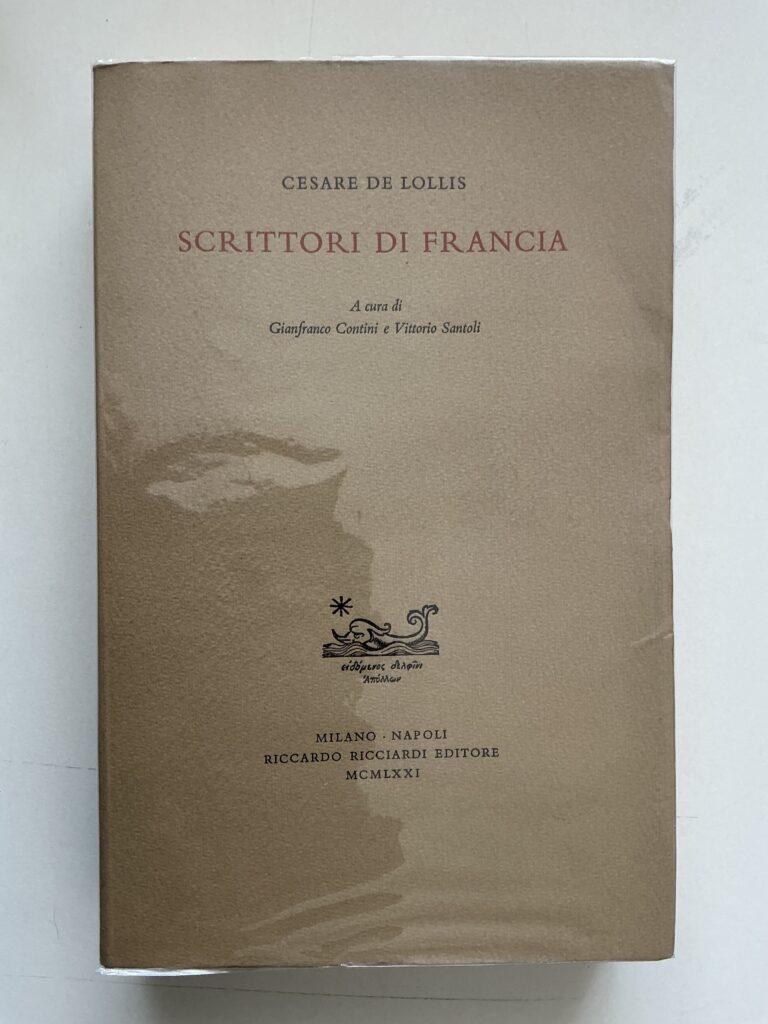 CESARE DE LOLLIS
SCRITTORI DI FRANCIA
A cura di
Gianfranco Contini e Vittorio Santoli
εἰδόμενος δελφῖνι
Ἀπόλλων
MILANO · NAPOLI
RICCARDO RICCIARDI EDITORE
MCMLXXI